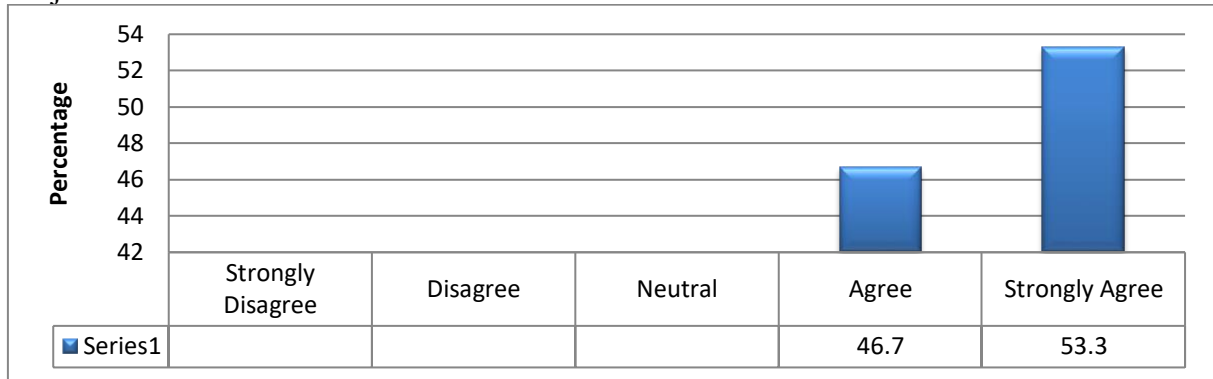 54
52
50
48
46
44
42
Percentage
Strongly
Disagree
Disagree
Neutral
Agree
Strongly Agree
Series1
46.7
53.3